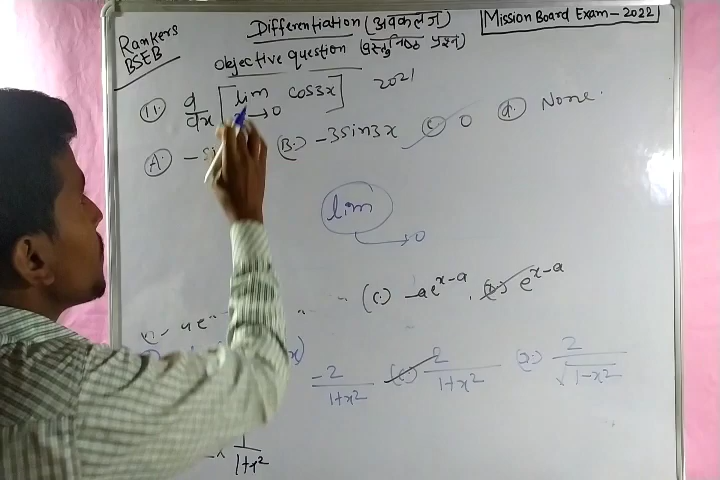 Rankers
BSEB
Differentiation (अवकलज)
Mission Board Exam - 2022
objective question (वस्तुनिष्ठ प्रश्न)
11. d/dx [lim →0 cos3x] 2021
A. (B.) -3sin3x (C.) 0 (d.) None.
lim →0
(C.) -ae^x-a . e^x-a
-2/1+x² (C.) 2/1+x² (D.) 2/√1-x²
1/1+x²